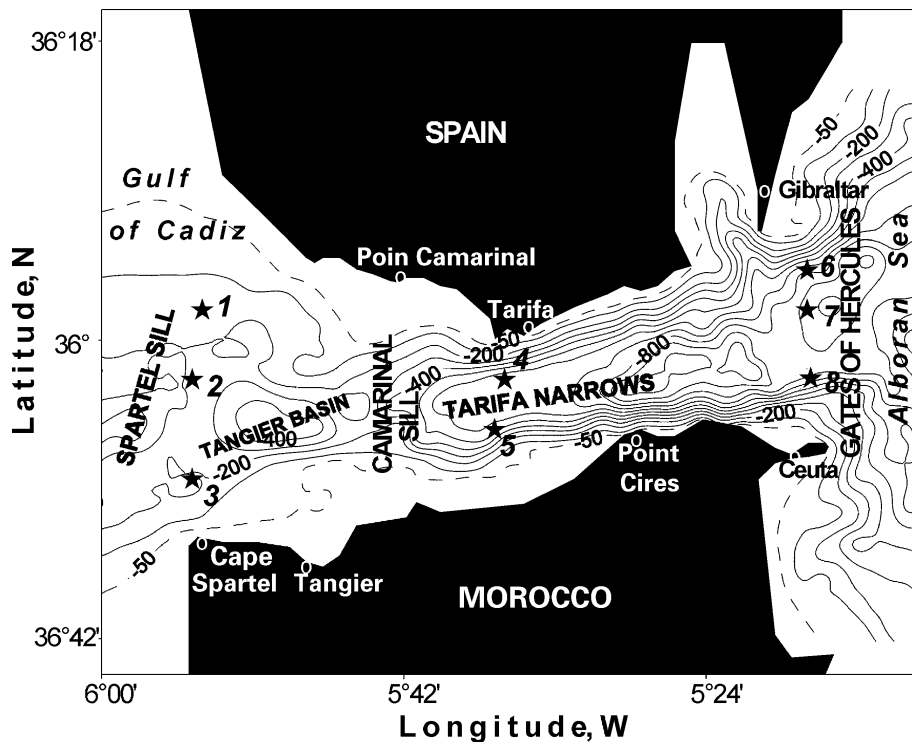 36°18'
SPAIN
-50
-200
-400
Gulf
of Cadiz
Gibraltar
Poin Camarinal
GATES OF HERCULES
Alboran Sea
6
7
8
1
Tarifa
-50
-200
4
36°
SPARTEL SILL
2
CAMARINAL
SILL
-400
-800
TARIFA NARROWS
TANGIER BASIN
-400
-200
3
5
-50
-200
Point
Cires
Ceuta
-50
Cape
Spartel
Tangier
MOROCCO
36°42'
6°00'
5°42'
5°24'
Latitude, N
Longitude, W